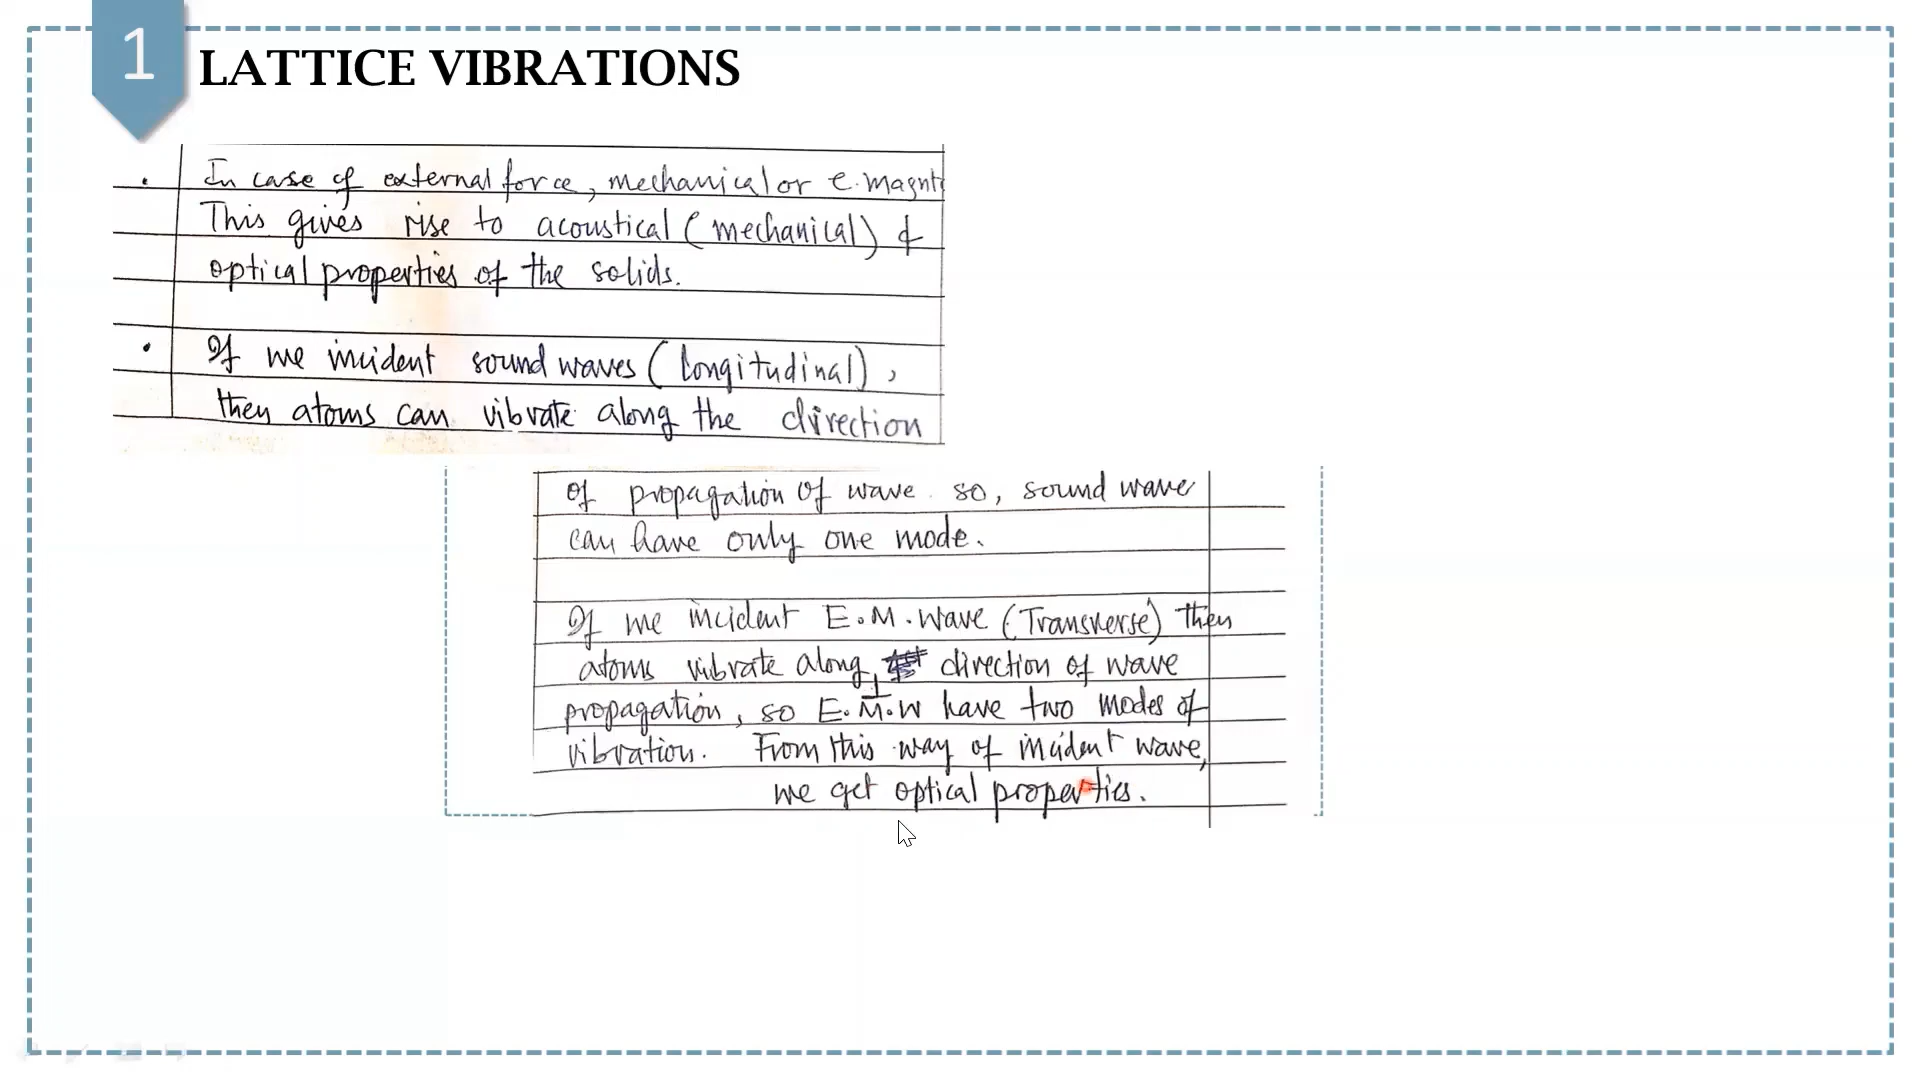 1
LATTICE VIBRATIONS
. In case of external force, mechanical or e.magnt
This gives rise to acoustical (mechanical) &
optical properties of the solids.
. If we incident sound waves (longitudinal),
then atoms can vibrate along the direction
of propagation of wave. so, sound wave
can have only one mode.
If we incident E.M.wave (Transverse) then
atoms vibrate along ⊥ direction of wave
propagation, so E.M.W have two modes of
vibration. From this way of incident wave,
we get optical properties.